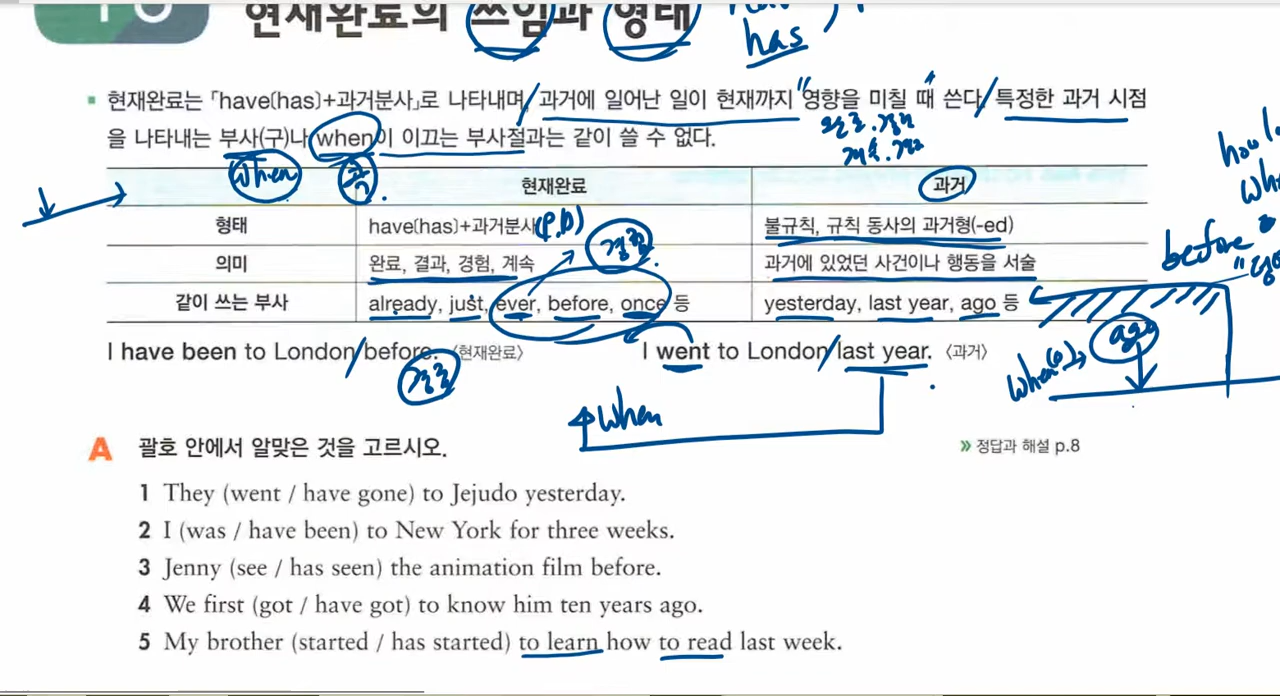 현재완료의 쓰임과 형태
has
현재완료는 「have(has)+과거분사」로 나타내며, 과거에 일어난 일이 현재까지 영향을 미칠 때 쓴다. 특정한 과거 시점
을 나타내는 부사(구)나 when이 이끄는 부사절과는 같이 쓸 수 없다.
when
현재완료 과거
형태 have(has)+과거분사 (p.p) 불규칙, 규칙 동사의 과거형(-ed)
before
의미 완료, 결과, 경험, 계속 과거에 있었던 사건이나 행동을 서술
같이 쓰는 부사 already, just, ever, before, once 등 yesterday, last year, ago 등
ago
I have been to London before. 〈현재완료〉 I went to London last year. 〈과거〉
when
A 괄호 안에서 알맞은 것을 고르시오. » 정답과 해설 p.8
1 They (went / have gone) to Jejudo yesterday.
2 I (was / have been) to New York for three weeks.
3 Jenny (see / has seen) the animation film before.
4 We first (got / have got) to know him ten years ago.
5 My brother (started / has started) to learn how to read last week.